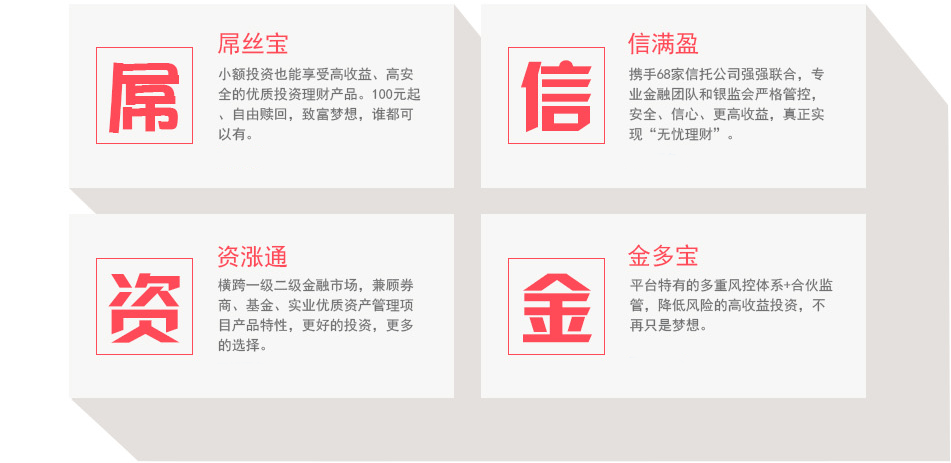 屌
屌丝宝
小额投资也能享受高收益、高安
全的优质投资理财产品。100元起
、自由赎回，致富梦想，谁都可
以有。
信
信满盈
携手68家信托公司强强联合，专
业金融团队和银监会严格管控，
安全、信心、更高收益，真正实
现“无忧理财”。
资
资涨通
横跨一级二级金融市场，兼顾券
商、基金、实业优质资产管理项
目产品特性，更好的投资，更多
的选择。
金
金多宝
平台特有的多重风控体系+合伙监
管，降低风险的高收益投资，不
再只是梦想。